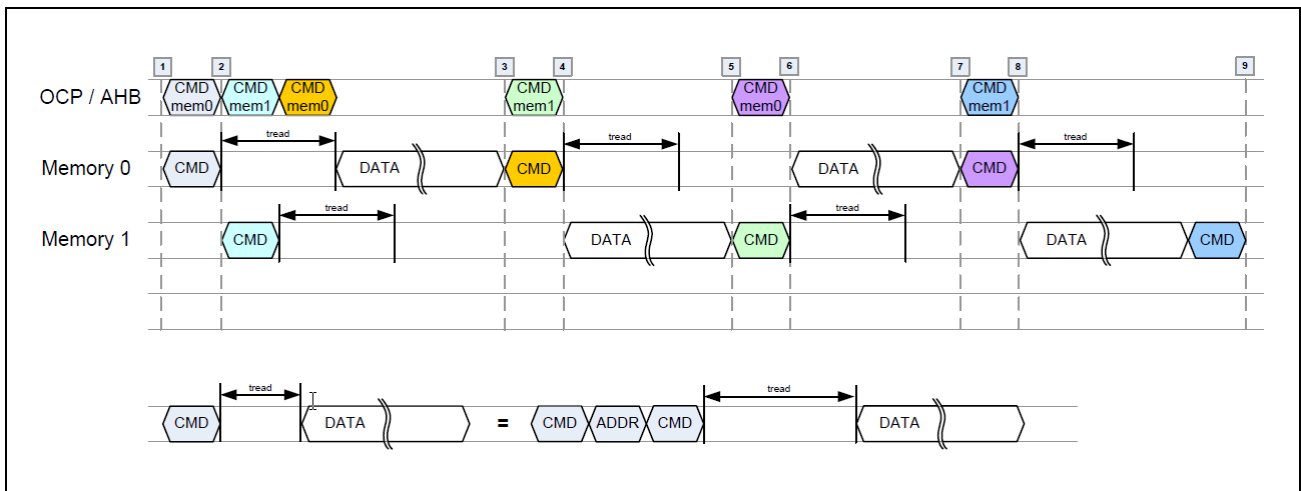 1 2 3 4 5 6 7 8 9
OCP / AHB
CMD mem0
CMD mem1
CMD mem0
CMD mem1
CMD mem0
CMD mem1
tread tread tread
Memory 0 CMD DATA CMD DATA CMD
tread tread
Memory 1 CMD DATA CMD DATA CMD
tread tread
CMD DATA = CMD ADDR CMD DATA